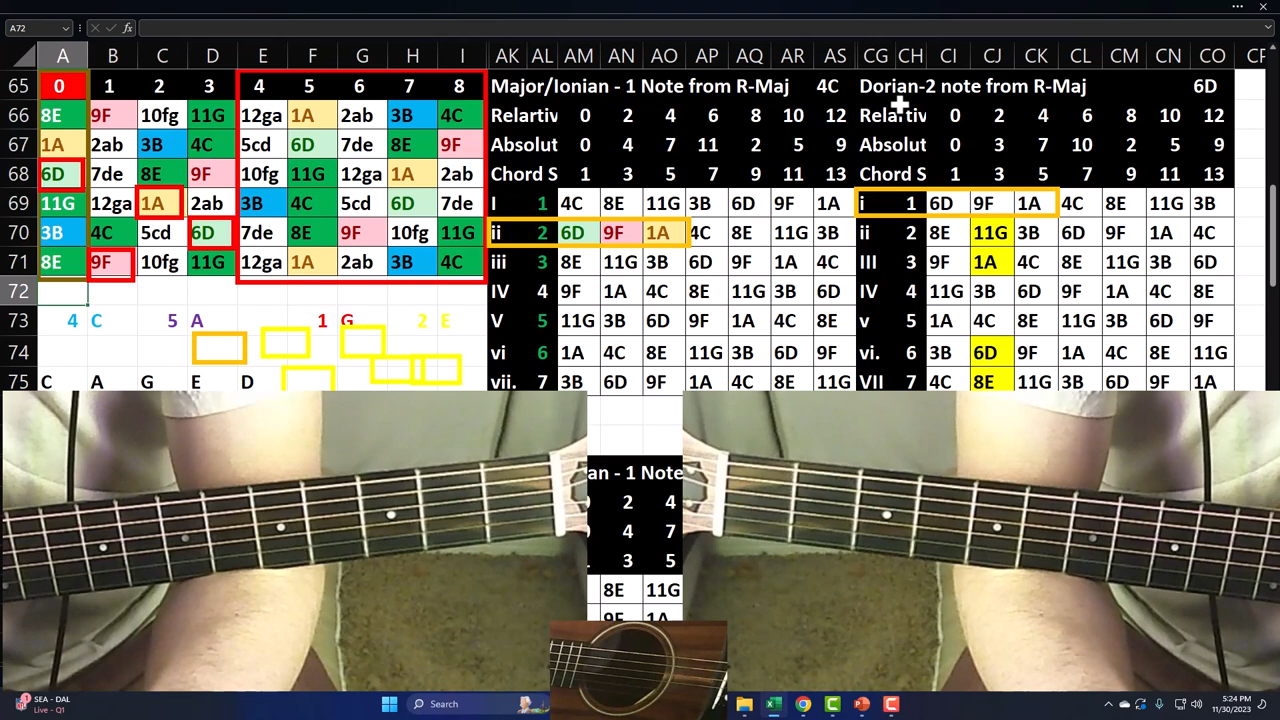 A72 fx
A B C D E F G H I AK AL AM AN AO AP AQ AR AS CG CH CI CJ CK CL CM CN CO
65 0 1 2 3 4 5 6 7 8 Major/Ionian - 1 Note from R-Maj 4C Dorian-2 note from R-Maj 6D
66 8E 9F 10fg 11G 12ga 1A 2ab 3B 4C Relartiv 0 2 4 6 8 10 12 0 2 4 6 8 10 12
67 1A 2ab 3B 4C 5cd 6D 7de 8E 9F Absolut 0 4 7 11 2 5 9 Absolut 0 3 7 10 2 5 9
68 6D 7de 8E 9F 10fg 11G 12ga 1A 2ab Chord S 1 3 5 7 9 11 13 Chord S 1 3 5 7 9 11 13
69 11G 12ga 1A 2ab 3B 4C 5cd 6D 7de I 1 4C 8E 11G 3B 6D 9F 1A i 1 6D 9F 1A 4C 8E 11G 3B
70 3B 4C 5cd 6D 7de 8E 9F 10fg 11G ii 2 6D 9F 1A 4C 8E 11G 3B ii 2 8E 11G 3B 6D 9F 1A 4C
71 8E 9F 10fg 11G 12ga 1A 2ab 3B 4C iii 3 8E 11G 3B 6D 9F 1A 4C III 3 9F 1A 4C 8E 11G 3B 6D
72 IV 4 9F 1A 4C 8E 11G 3B 6D IV 4 11G 3B 6D 9F 1A 4C 8E
73 4 C 5 A 1 G 2 E V 5 11G 3B 6D 9F 1A 4C 8E v 5 1A 4C 8E 11G 3B 6D 9F
74 vi 6 1A 4C 8E 11G 3B 6D 9F vi. 6 3B 6D 9F 1A 4C 8E 11G
75 C A G E D vii. 7 3B 6D 9F 1A 4C 8E 11G VII 7 4C 8E 11G 3B 6D 9F 1A
an - 1 Note
2 4
4 7
3 5
8E 11G
9F 1A
SEA - DAL
Live - Q1
Search
5:24 PM
11/30/2023